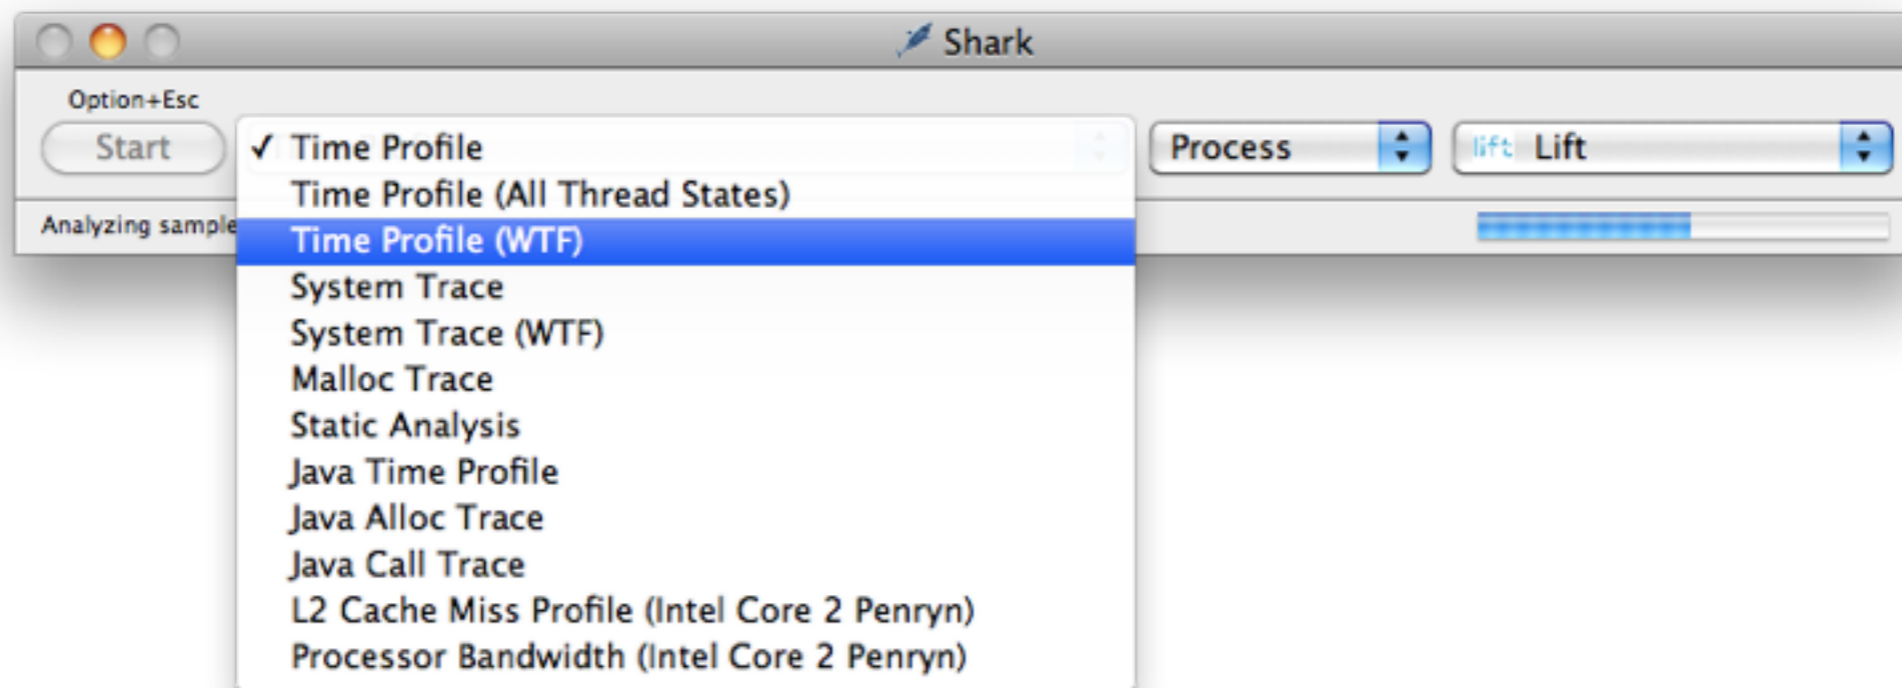 Shark
Option+Esc
Start
✓ Time Profile
Process
lift Lift
Time Profile (All Thread States)
Analyzing sample
Time Profile (WTF)
System Trace
System Trace (WTF)
Malloc Trace
Static Analysis
Java Time Profile
Java Alloc Trace
Java Call Trace
L2 Cache Miss Profile (Intel Core 2 Penryn)
Processor Bandwidth (Intel Core 2 Penryn)